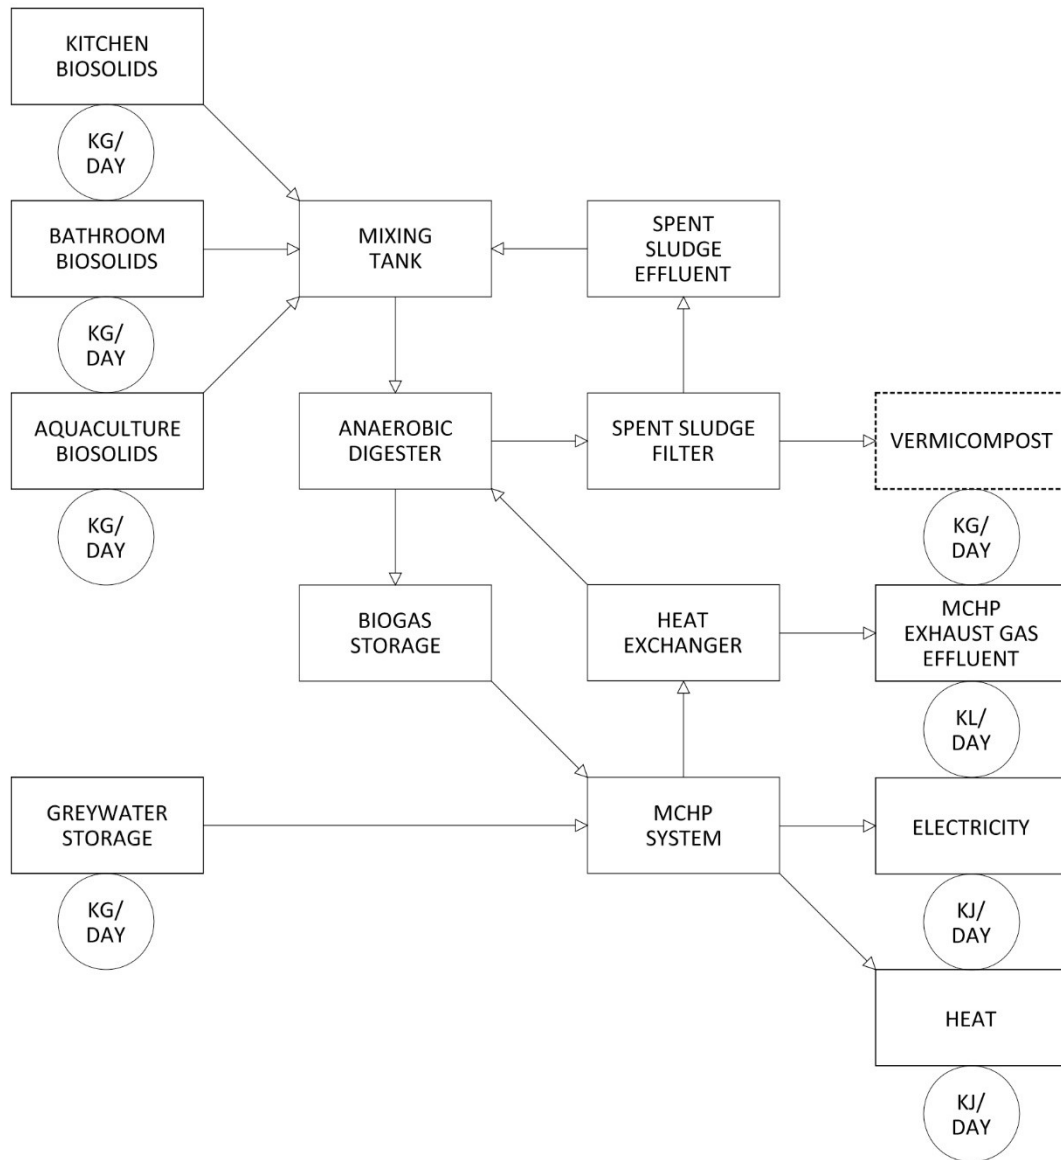 KITCHEN
BIOSOLIDS
KG/
DAY
BATHROOM
BIOSOLIDS
MIXING
TANK
SPENT
SLUDGE
EFFLUENT
KG/
DAY
AQUACULTURE
BIOSOLIDS
ANAEROBIC
DIGESTER
SPENT SLUDGE
FILTER
VERMICOMPOST
KG/
DAY
KG/
DAY
BIOGAS
STORAGE
HEAT
EXCHANGER
MCHP
EXHAUST GAS
EFFLUENT
KL/
DAY
GREYWATER
STORAGE
MCHP
SYSTEM
ELECTRICITY
KG/
DAY
KJ/
DAY
HEAT
KJ/
DAY